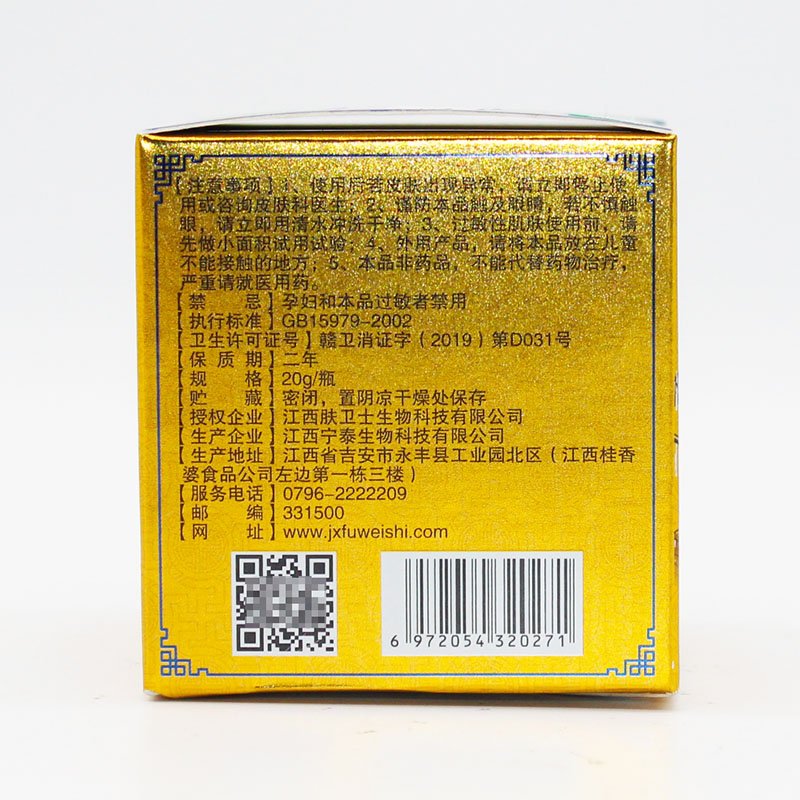 【注意事项】1、使用后若皮肤出现异常，请立即停止使
用或咨询皮肤科医生；2、谨防本品触及眼睛，若不慎触
眼，请立即用清水冲洗干净；3、过敏性肌肤使用前，请
先做小面积试用试验；4、外用产品，请将本品放在儿童
不能接触的地方；5、本品非药品，不能代替药物治疗，
严重请就医用药。
【禁 忌】孕妇和本品过敏者禁用
【执行标准】GB15979-2002
【卫生许可证号】赣卫消证字（2019）第D031号
【保 质 期】二年
【规 格】20g/瓶
【贮 藏】密闭，置阴凉干燥处保存
【授权企业】江西肤卫士生物科技有限公司
【生产企业】江西宁泰生物科技有限公司
【生产地址】江西省吉安市永丰县工业园北区（江西桂香
婆食品公司左边第一栋三楼）
【服务电话】0796-2222209
【邮 编】331500
【网 址】www.jxfuweishi.com
6 972054 320271